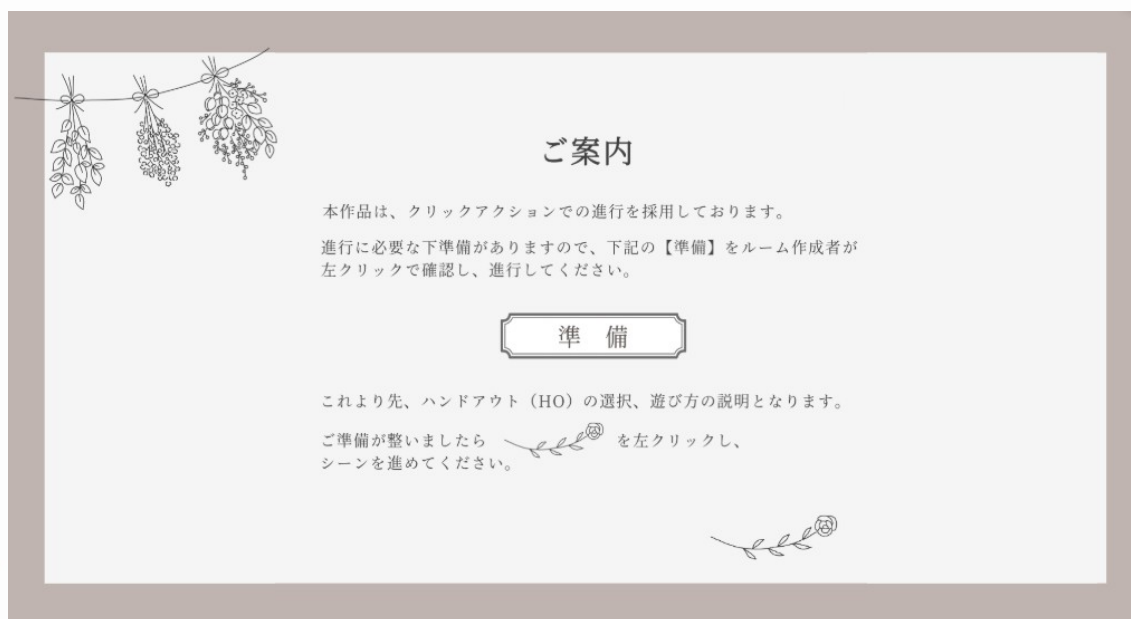 ご案内
本作品は、クリックアクションでの進行を採用しております。
進行に必要な下準備がありますので、下記の【準備】をルーム作成者が
左クリックで確認し、進行してください。
準 備
これより先、ハンドアウト（HO）の選択、遊び方の説明となります。
ご準備が整いましたら を左クリックし、
シーンを進めてください。